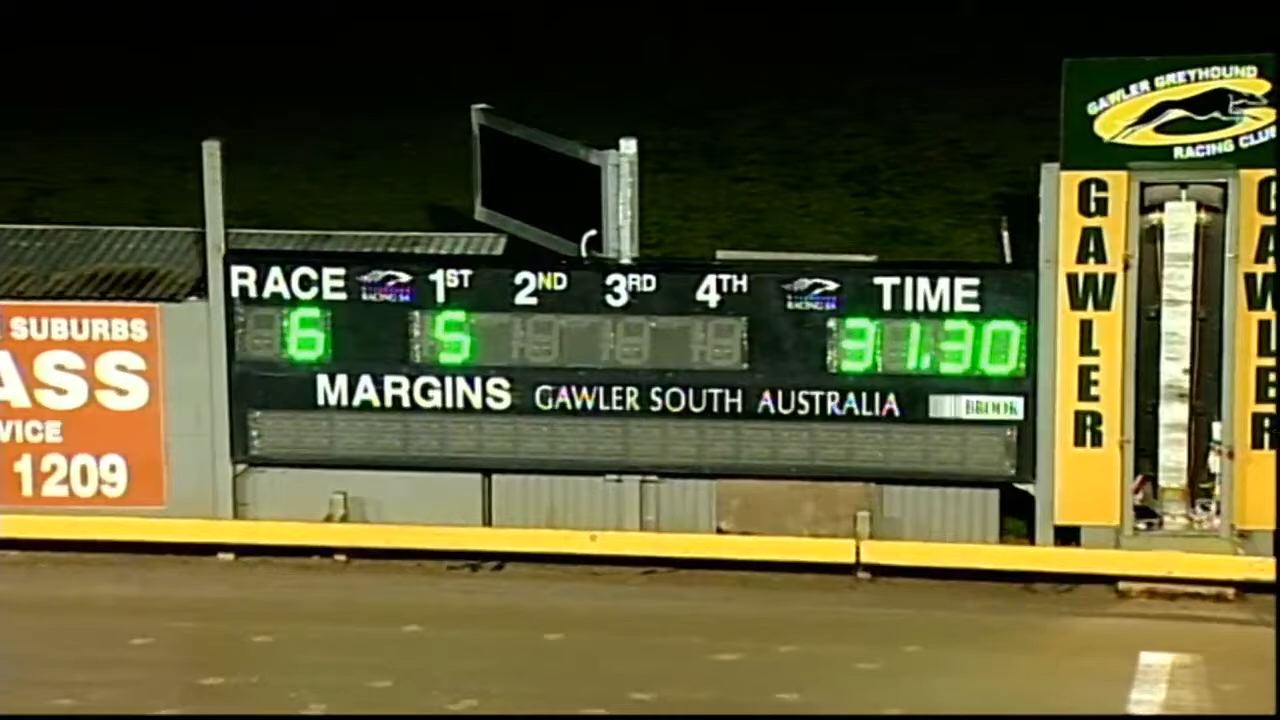 GAWLER GREYHOUND
RACING CLUB
GAWLER
GAWLER
RACE 1ST 2ND 3RD 4TH TIME
6 5 31.30
MARGINS GAWLER SOUTH AUSTRALIA
SUBURBS
ASS
VICE
1209